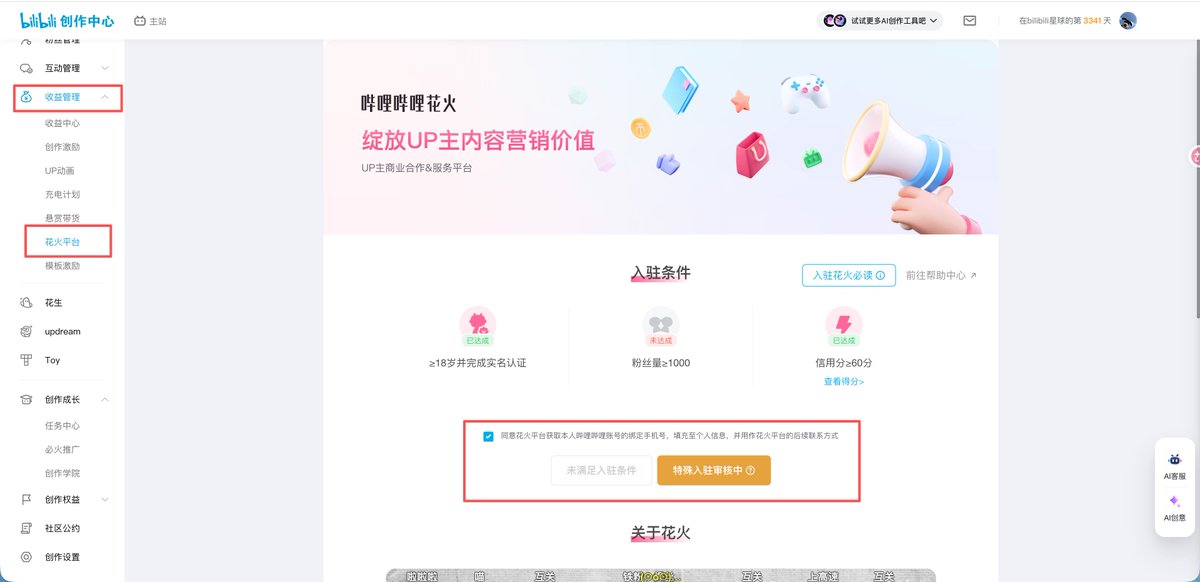 bilibili 创作中心
主站
试试更多AI创作工具吧
在bilibili星球的第 3341 天
粉丝管理
互动管理
收益管理
收益中心
创作激励
UP动画
充电计划
悬赏带货
花火平台
模板激励
花生
updream
Toy
创作成长
任务中心
必火推广
创作学院
创作权益
社区公约
创作设置
哔哩哔哩花火
绽放UP主内容营销价值
UP主商业合作&服务平台
入驻条件
入驻花火必读
前往帮助中心
已达成
≥18岁并完成实名认证
未达成
粉丝量≥1000
已达成
信用分≥60分
查看得分>
同意花火平台获取本人哔哩哔哩账号的绑定手机号，填充至个人信息，并用作花火平台的后续联系方式
未满足入驻条件
特殊入驻审核中
关于花火
啦啦啦
喵
互关
互关
上高速
互关
AI客服
AI创意